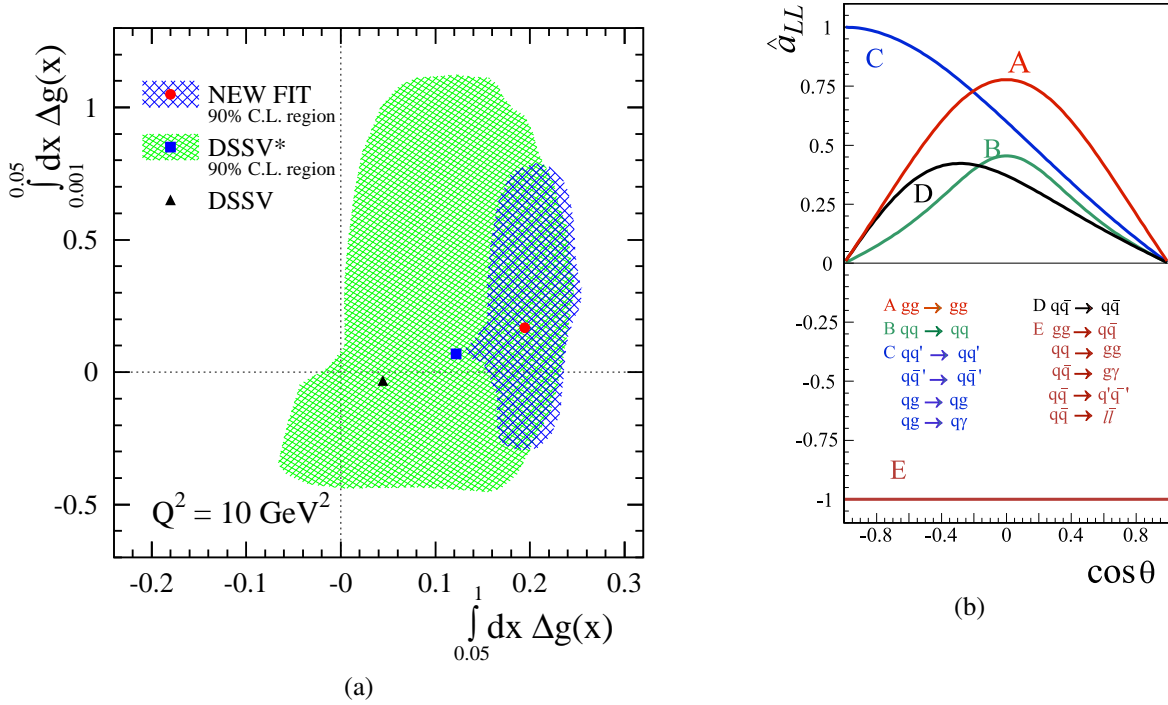 NEW FIT
90% C.L. region
DSSV*
90% C.L. region
DSSV
1
0.5
0
-0.5
∫ dx Δg(x)
0.05
0.001
Q² = 10 GeV²
-0.2
-0.1
-0
0.1
0.2
0.3
1
∫ dx Δg(x)
0.05
(a)
â_LL
1
0.75
0.5
0.25
0
-0.25
-0.5
-0.75
-1
C
A
B
D
E
A gg → gg
B qq → qq
C qq' → qq'
qq̄' → qq̄'
qg → qg
qg → qγ
D qq̄ → qq̄
E gg → qq̄
qq → gg
qq̄ → gγ
qq̄ → q'q̄'
qq̄ → ll̄
-0.8
-0.4
0
0.4
0.8
cos θ
(b)